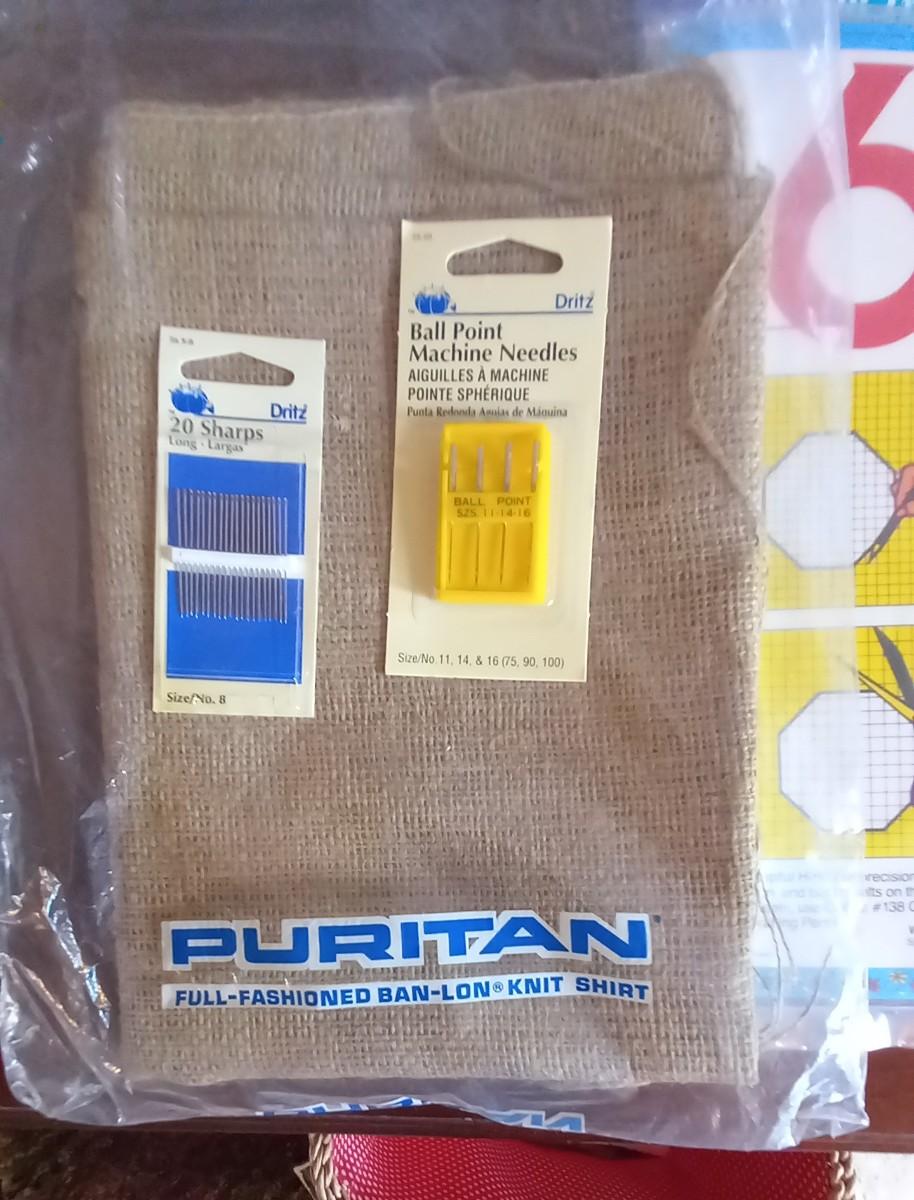 Dritz
20 Sharps
Long - Largas
Size/No. 8
Dritz
Ball Point
Machine Needles
AIGUILLES À MACHINE
POINTE SPHÉRIQUE
Punta Redonda Agujas de Máquina
BALL POINT
SZS. 11-14-16
Size/No. 11, 14, & 16 (75, 90, 100)
PURITAN
FULL-FASHIONED BAN-LON® KNIT SHIRT
6
#138